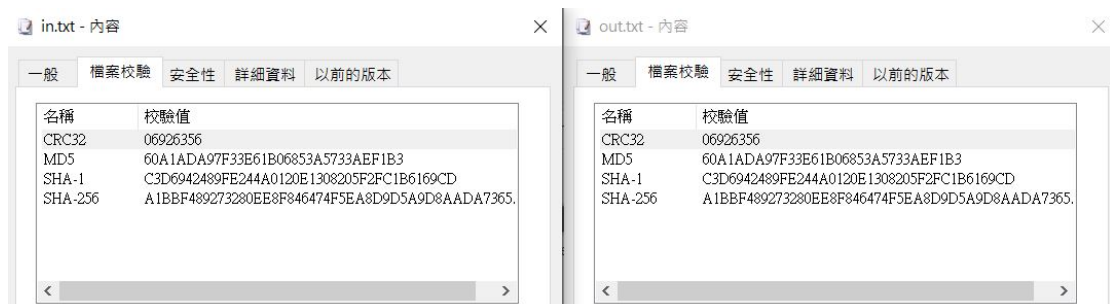 in.txt - 內容
一般 檔案校驗 安全性 詳細資料 以前的版本
名稱 校驗值
CRC32 06926356
MD5 60A1ADA97F33E61B06853A5733AEF1B3
SHA-1 C3D6942489FE244A0120E1308205F2FC1B6169CD
SHA-256 A1BBF489273280EE8F846474F5EA8D9D5A9D8AADA7365.
out.txt - 內容
一般 檔案校驗 安全性 詳細資料 以前的版本
名稱 校驗值
CRC32 06926356
MD5 60A1ADA97F33E61B06853A5733AEF1B3
SHA-1 C3D6942489FE244A0120E1308205F2FC1B6169CD
SHA-256 A1BBF489273280EE8F846474F5EA8D9D5A9D8AADA7365.